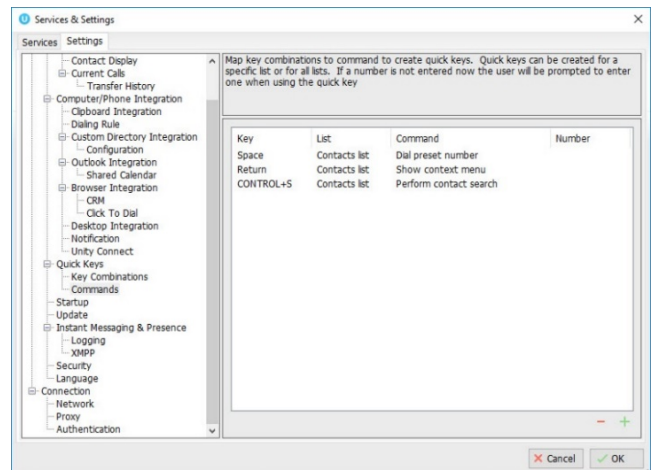 Services & Settings
Services Settings
Contact Display
Current Calls
Transfer History
Computer/Phone Integration
Clipboard Integration
Dialing Rule
Custom Directory Integration
Configuration
Outlook Integration
Shared Calendar
Browser Integration
CRM
Click To Dial
Desktop Integration
Notification
Unity Connect
Quick Keys
Key Combinations
Commands
Startup
Update
Instant Messaging & Presence
Logging
XMPP
Security
Language
Connection
Network
Proxy
Authentication
Map key combinations to command to create quick keys. Quick keys can be created for a
specific list or for all lists. If a number is not entered now the user will be prompted to enter
one when using the quick key
Key List Command Number
Space Contacts list Dial preset number
Return Contacts list Show context menu
CONTROL+S Contacts list Perform contact search
Cancel OK